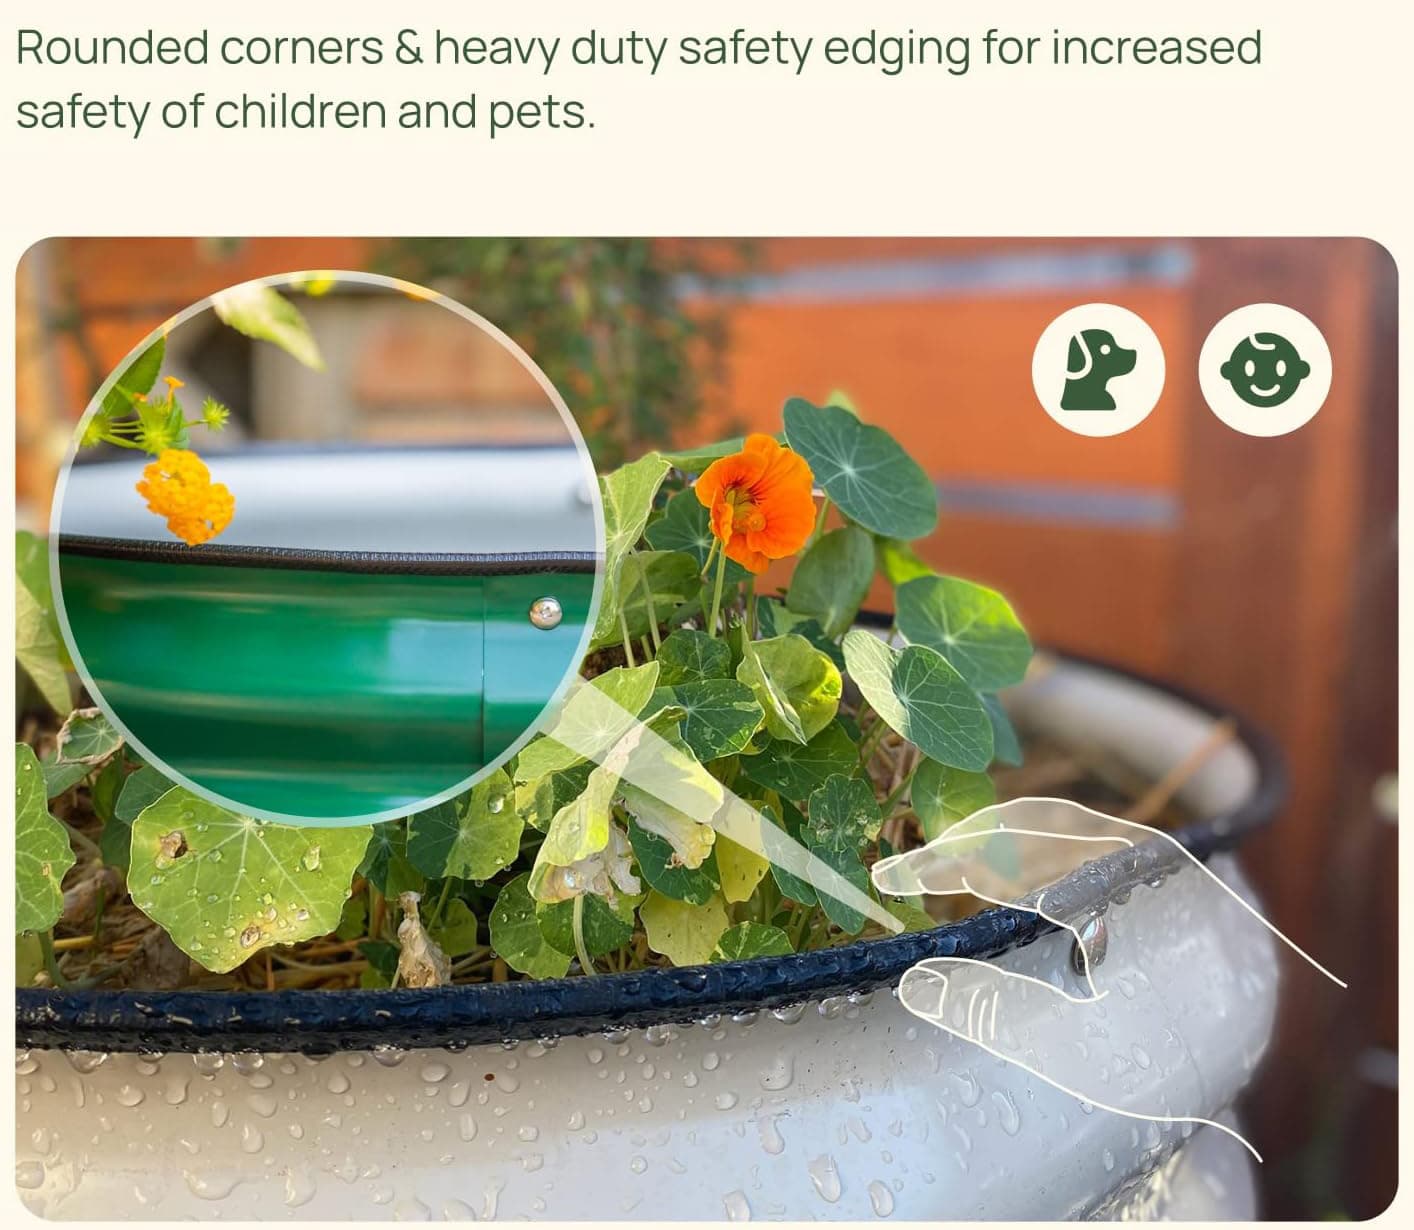 Rounded corners & heavy duty safety edging for increased
safety of children and pets.